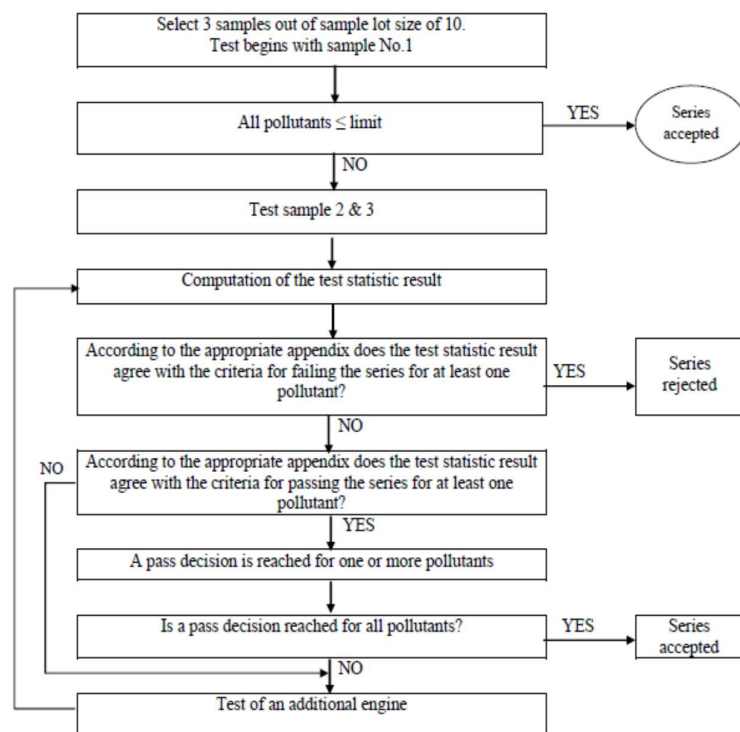 Select 3 samples out of sample lot size of 10.
Test begins with sample No.1
All pollutants ≤ limit
YES
Series
accepted
NO
Test sample 2 & 3
Computation of the test statistic result
According to the appropriate appendix does the test statistic result
agree with the criteria for failing the series for at least one
pollutant?
YES
Series
rejected
NO
NO
According to the appropriate appendix does the test statistic result
agree with the criteria for passing the series for at least one
pollutant?
YES
A pass decision is reached for one or more pollutants
Is a pass decision reached for all pollutants?
YES
Series
accepted
NO
Test of an additional engine